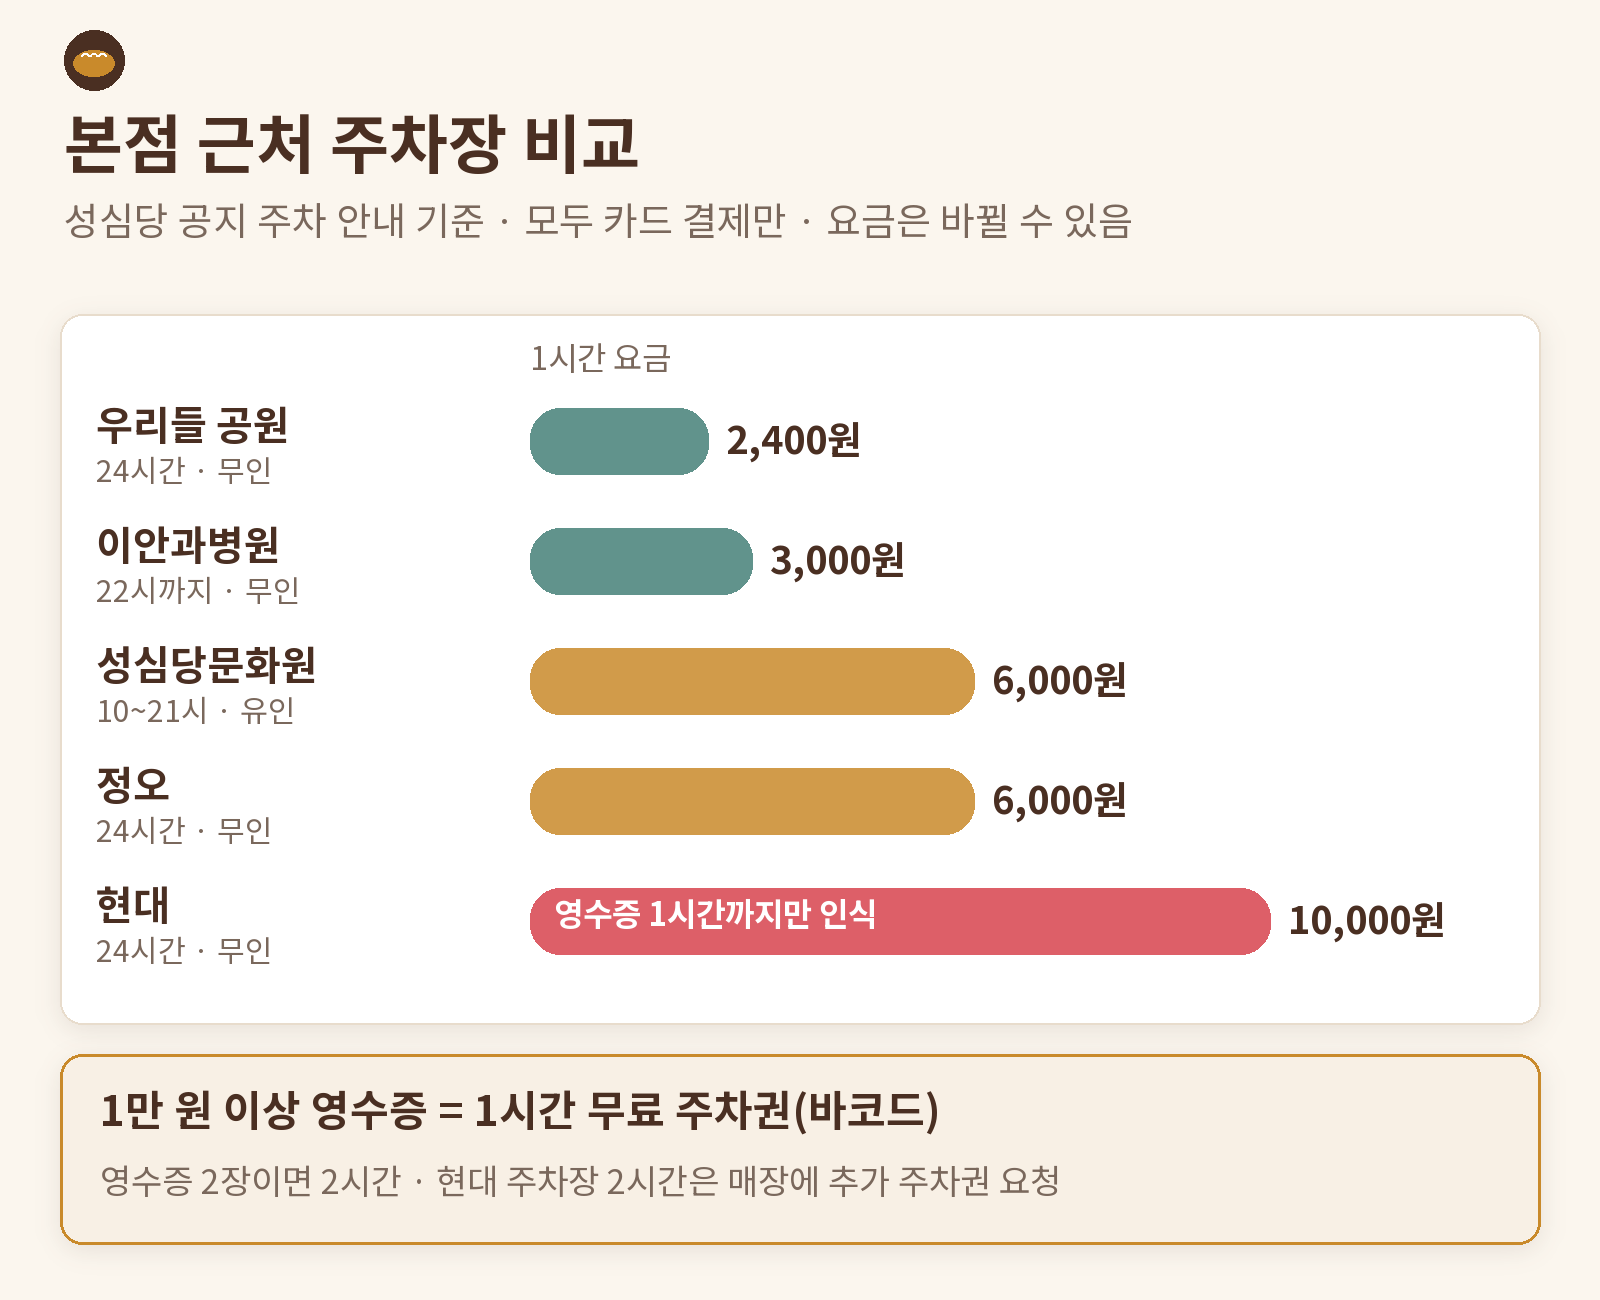 본점 근처 주차장 비교
성심당 공지 주차 안내 기준 · 모두 카드 결제만 · 요금은 바뀔 수 있음
1시간 요금
우리들 공원
24시간 · 무인
2,400원
이안과병원
22시까지 · 무인
3,000원
성심당문화원
10~21시 · 유인
6,000원
정오
24시간 · 무인
6,000원
현대
24시간 · 무인
영수증 1시간까지만 인식
10,000원
1만 원 이상 영수증 = 1시간 무료 주차권(바코드)
영수증 2장이면 2시간 · 현대 주차장 2시간은 매장에 추가 주차권 요청